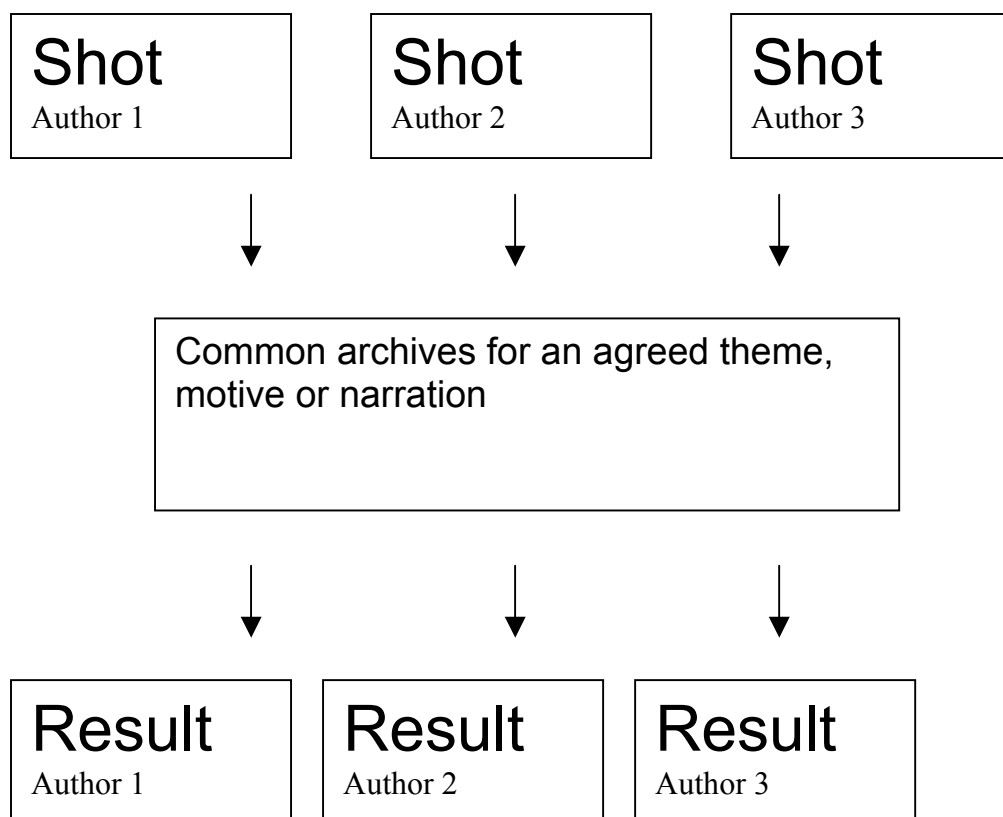 Shot
Author 1
Shot
Author 2
Shot
Author 3
Common archives for an agreed theme,
motive or narration
Result
Author 1
Result
Author 2
Result
Author 3